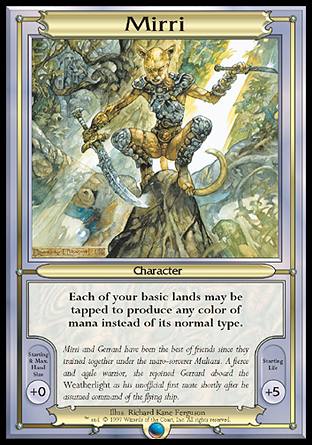 Mirri
Character
Each of your basic lands may be
tapped to produce any color of
mana instead of its normal type.
Mirri and Gerrard have been the best of friends since they
trained together under the maro-sorcerer Multani. A fierce
and agile warrior, she rejoined Gerrard aboard the
Weatherlight as his unofficial first mate shortly after he
assumed command of the flying ship.
Starting
& Max.
Hand
Size
+0
Starting
Life
+5
Illus. Richard Kane Ferguson
™ and © 1997 Wizards of the Coast, Inc. All rights reserved.